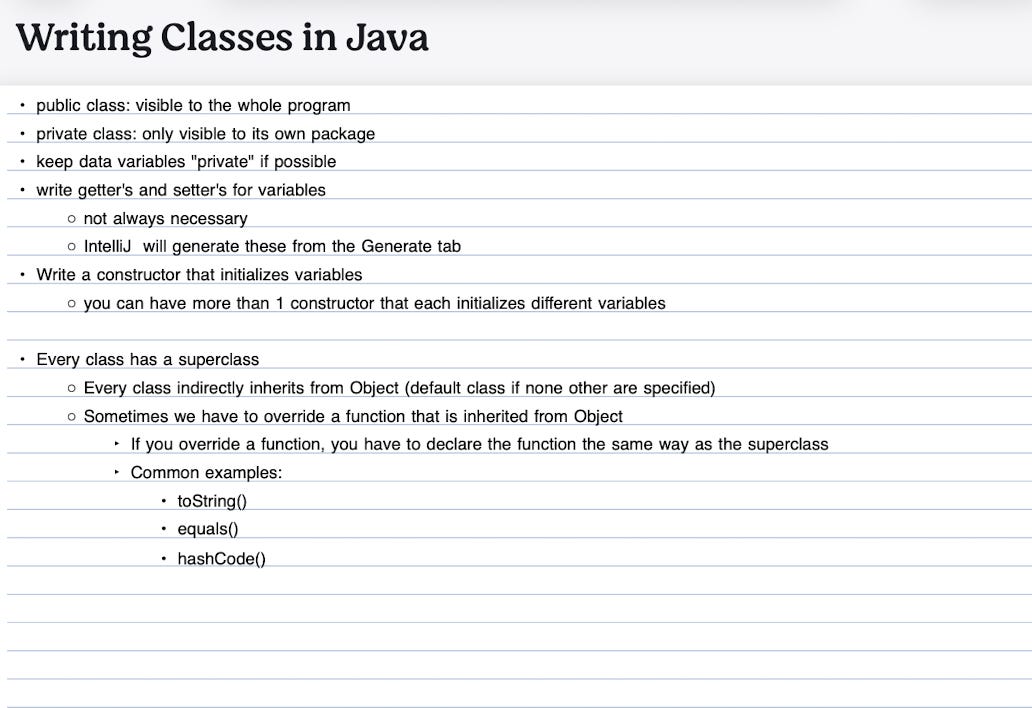 Writing Classes in Java
• public class: visible to the whole program
• private class: only visible to its own package
• keep data variables "private" if possible
• write getter's and setter's for variables
○ not always necessary
○ IntelliJ  will generate these from the Generate tab
• Write a constructor that initializes variables
○ you can have more than 1 constructor that each initializes different variables
• Every class has a superclass
○ Every class indirectly inherits from Object (default class if none other are specified)
○ Sometimes we have to override a function that is inherited from Object
‣ If you override a function, you have to declare the function the same way as the superclass
‣ Common examples:
• toString()
• equals()
• hashCode()